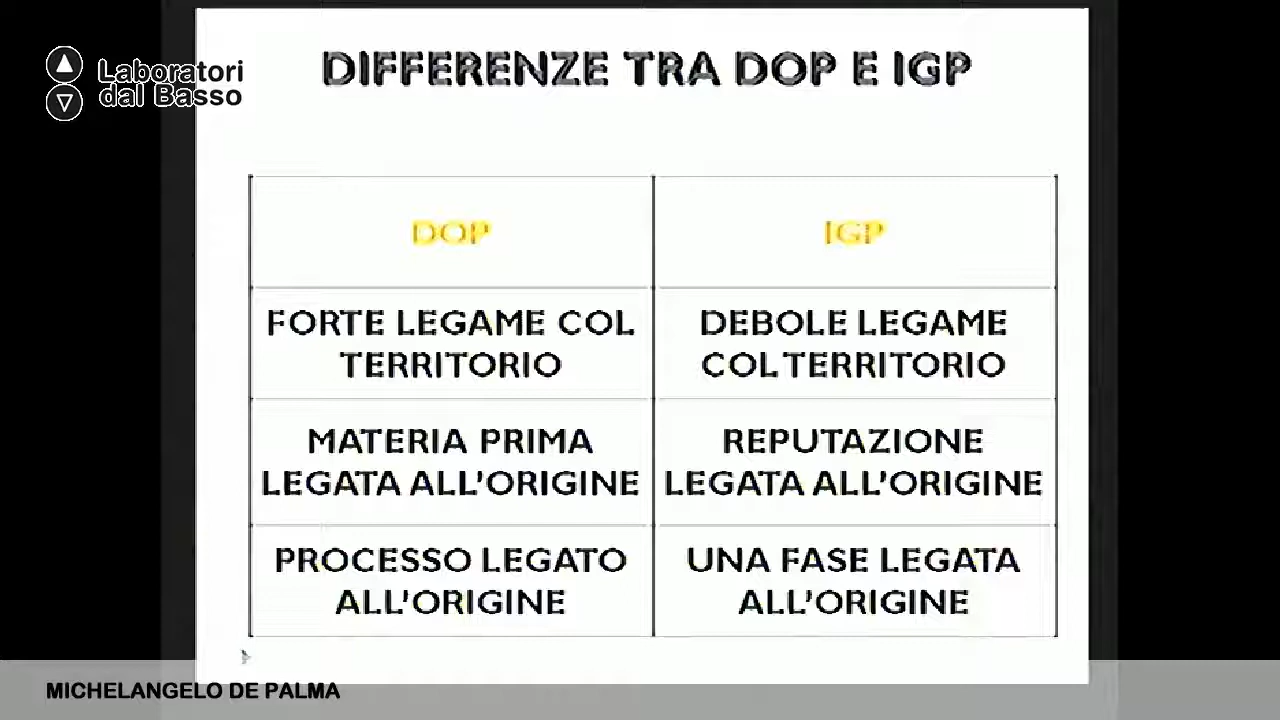 Laboratori
dal Basso
DIFFERENZE TRA DOP E IGP
DOP
IGP
FORTE LEGAME COL
TERRITORIO
DEBOLE LEGAME
COL TERRITORIO
MATERIA PRIMA
LEGATA ALL'ORIGINE
REPUTAZIONE
LEGATA ALL'ORIGINE
PROCESSO LEGATO
ALL'ORIGINE
UNA FASE LEGATA
ALL'ORIGINE
MICHELANGELO DE PALMA